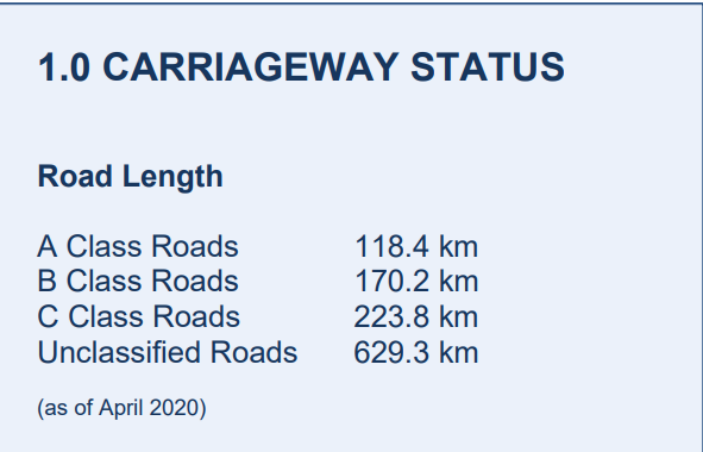 1.0 CARRIAGEWAY STATUS
Road Length
A Class Roads 118.4 km
B Class Roads 170.2 km
C Class Roads 223.8 km
Unclassified Roads 629.3 km
(as of April 2020)